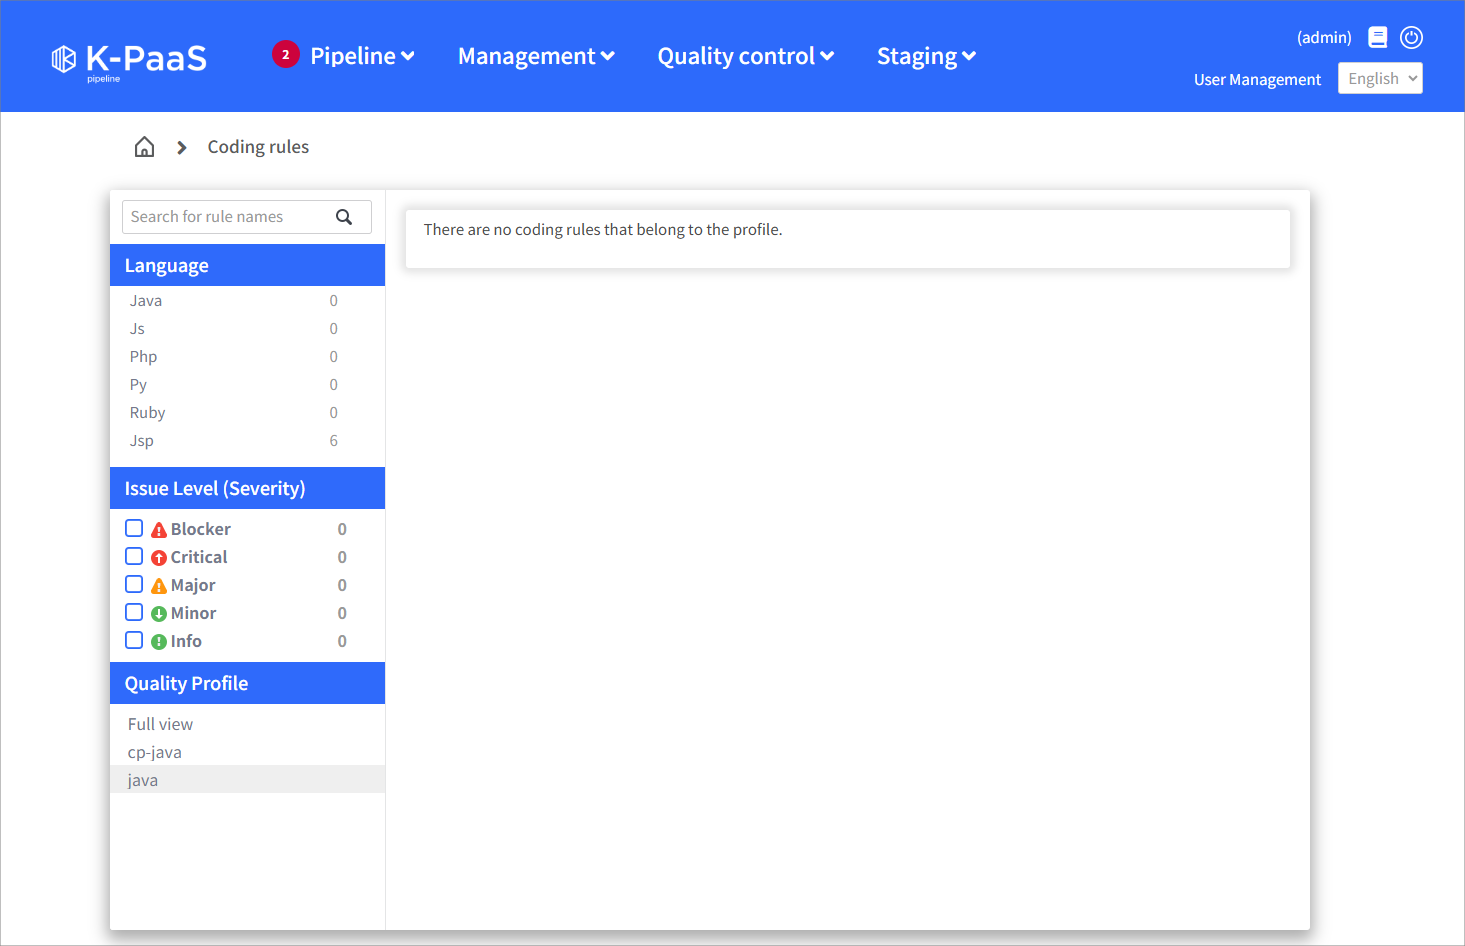 K-PaaS
pipeline
2 Pipeline Management Quality control Staging
(admin)
User Management English
Coding rules
Search for rule names
Language
Java 0
Js 0
Php 0
Py 0
Ruby 0
Jsp 6
Issue Level (Severity)
Blocker 0
Critical 0
Major 0
Minor 0
Info 0
Quality Profile
Full view
cp-java
java
There are no coding rules that belong to the profile.